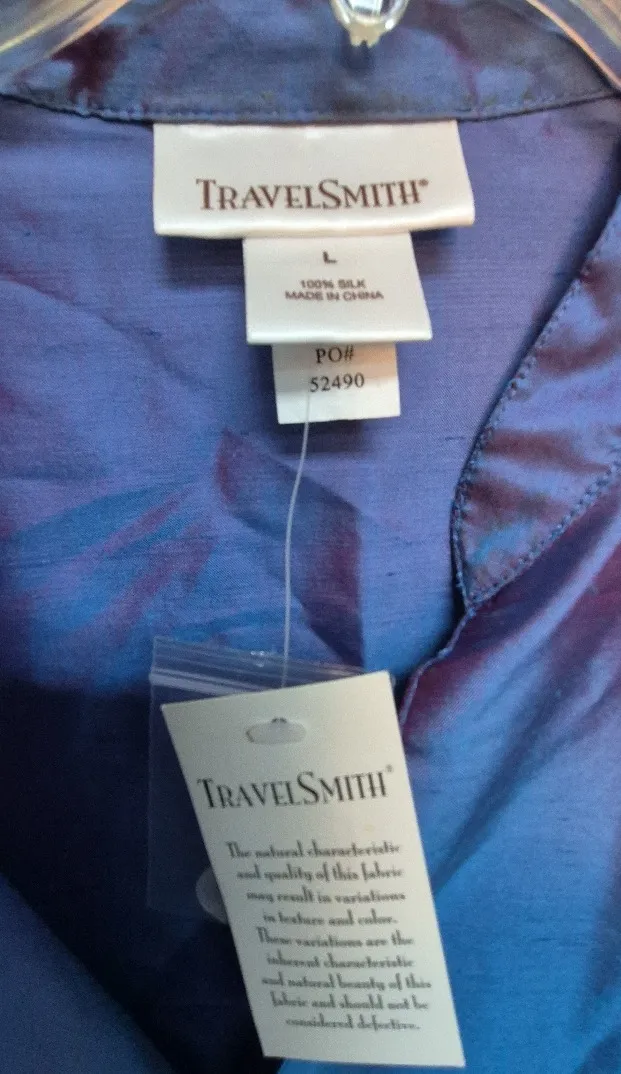 TRAVELSMITH®
L
100% SILK
MADE IN CHINA
PO#
52490
TRAVELSMITH®
The natural characteristic
and quality of this fabric
may result in variations
in texture and color.
These variations are the
inherent characteristic
and natural beauty of this
fabric and should not be
considered defective.